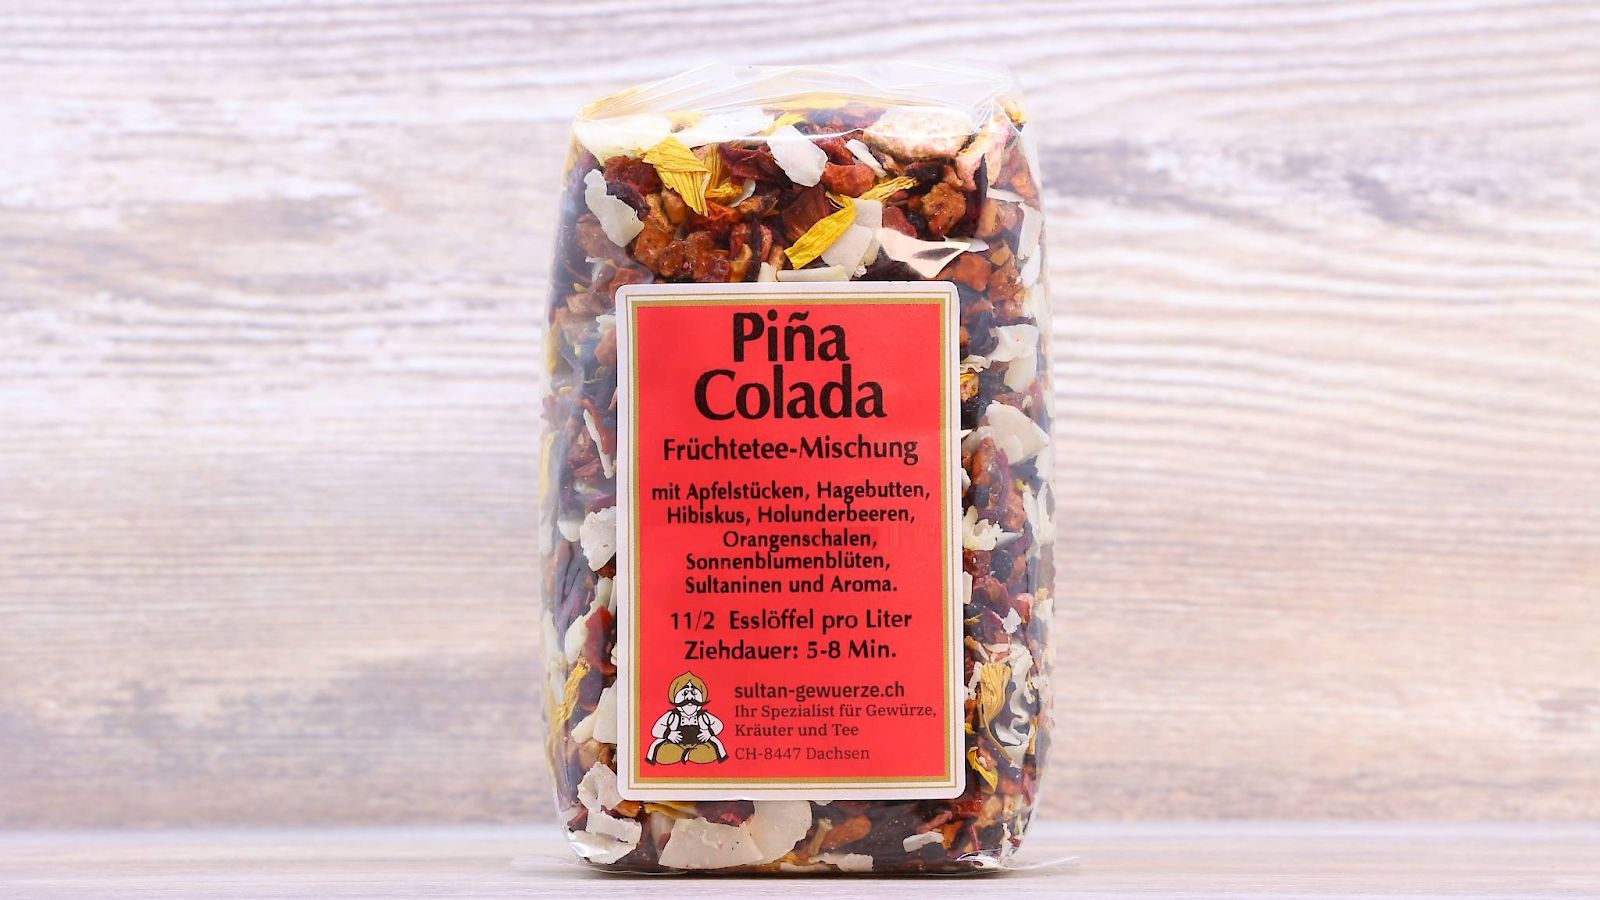 Piña
Colada
Früchtetee-Mischung
mit Apfelstücken, Hagebutten,
Hibiskus, Holunderbeeren,
Orangenschalen,
Sonnenblumenblüten,
Sultaninen und Aroma.
11/2 Esslöffel pro Liter
Ziehdauer: 5-8 Min.
sultan-gewuerze.ch
Ihr Spezialist für Gewürze,
Kräuter und Tee
CH-8447 Dachsen